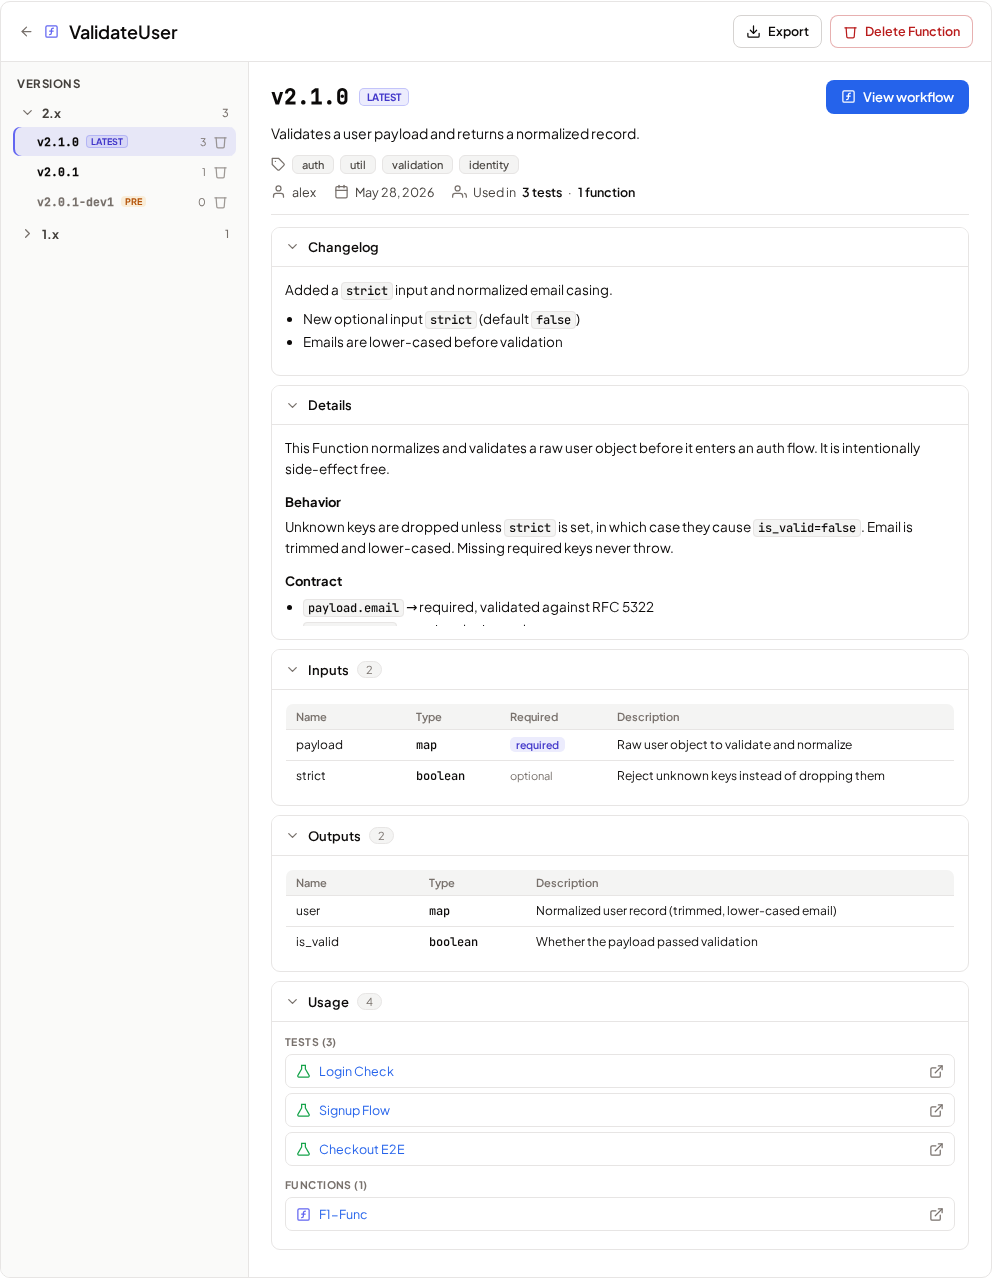 ValidateUser
Export
Delete Function
VERSIONS
2.x 3
v2.1.0 LATEST 3
v2.0.1 1
v2.0.1-dev1 PRE 0
1.x 1
v2.1.0 LATEST
View workflow
Validates a user payload and returns a normalized record.
auth util validation identity
alex May 28, 2026 Used in 3 tests · 1 function
Changelog
Added a strict input and normalized email casing.
• New optional input strict (default false)
• Emails are lower-cased before validation
Details
This Function normalizes and validates a raw user object before it enters an auth flow. It is intentionally
side-effect free.
Behavior
Unknown keys are dropped unless strict is set, in which case they cause is_valid=false. Email is
trimmed and lower-cased. Missing required keys never throw.
Contract
• payload.email → required, validated against RFC 5322
Inputs 2
Name Type Required Description
payload map required Raw user object to validate and normalize
strict boolean optional Reject unknown keys instead of dropping them
Outputs 2
Name Type Description
user map Normalized user record (trimmed, lower-cased email)
is_valid boolean Whether the payload passed validation
Usage 4
TESTS (3)
Login Check
Signup Flow
Checkout E2E
FUNCTIONS (1)
F1-Func